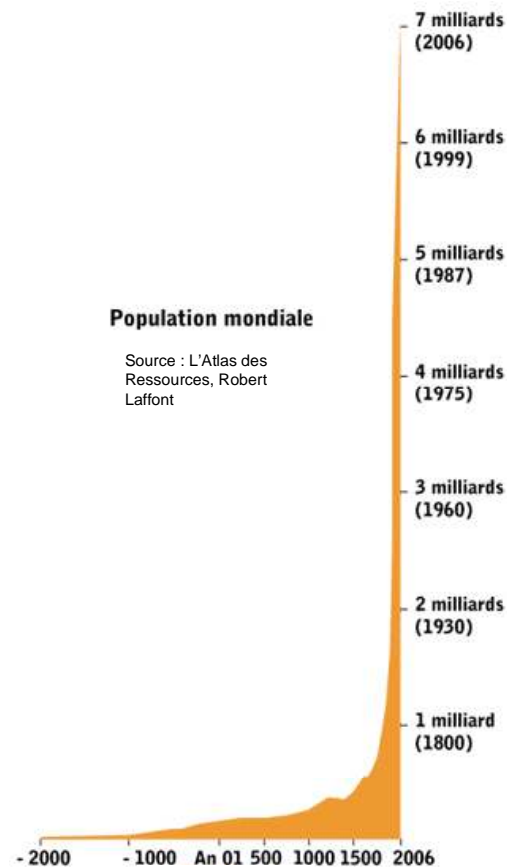 7 milliards
(2006)
6 milliards
(1999)
5 milliards
(1987)
Population mondiale
Source : L'Atlas des
Ressources, Robert
Laffont
4 milliards
(1975)
3 milliards
(1960)
2 milliards
(1930)
1 milliard
(1800)
- 2000 - 1000 An 01 500 1000 1500 2006